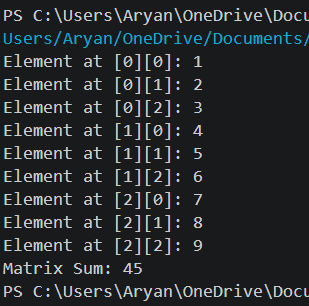 PS C:\Users\Aryan\OneDrive\Docu
Users/Aryan/OneDrive/Documents/
Element at [0][0]: 1
Element at [0][1]: 2
Element at [0][2]: 3
Element at [1][0]: 4
Element at [1][1]: 5
Element at [1][2]: 6
Element at [2][0]: 7
Element at [2][1]: 8
Element at [2][2]: 9
Matrix Sum: 45
PS C:\Users\Aryan\OneDrive\Docu